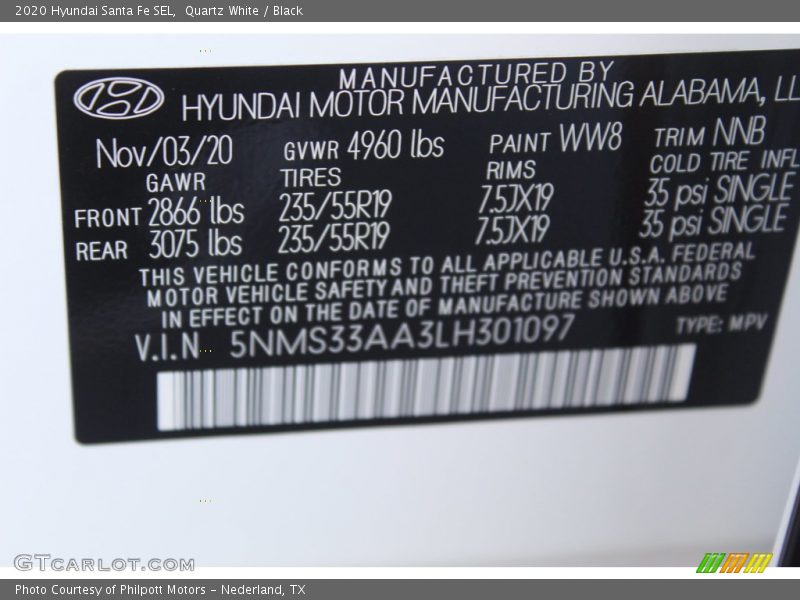 2020 Hyundai Santa Fe SEL,  Quartz White / Black
MANUFACTURED BY
HYUNDAI MOTOR MANUFACTURING ALABAMA, LL
Nov/03/20 GVWR 4960 lbs PAINT WW8 TRIM NNB
GAWR TIRES RIMS COLD TIRE INFL
FRONT 2866 lbs 235/55R19 7.5JX19 35 psi SINGLE
REAR 3075 lbs 235/55R19 7.5JX19 35 psi SINGLE
THIS VEHICLE CONFORMS TO ALL APPLICABLE U.S.A. FEDERAL
MOTOR VEHICLE SAFETY AND THEFT PREVENTION STANDARDS
IN EFFECT ON THE DATE OF MANUFACTURE SHOWN ABOVE
V.I.N 5NMS33AA3LH301097 TYPE: MPV
GTCARLOT.COM
Photo Courtesy of Philpott Motors - Nederland, TX